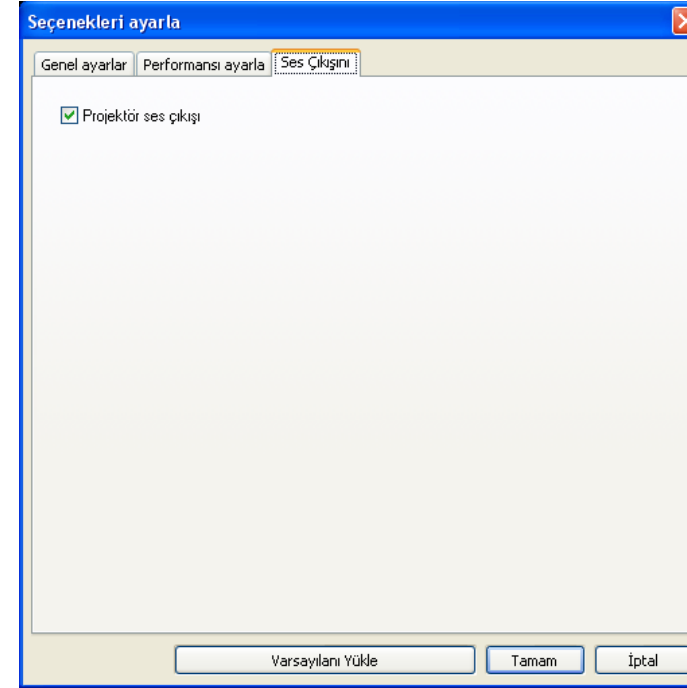 Seçenekleri ayarla
Genel ayarlar Performansı ayarla Ses Çıkışını
Projektör ses çıkışı
Varsayılanı Yükle Tamam İptal